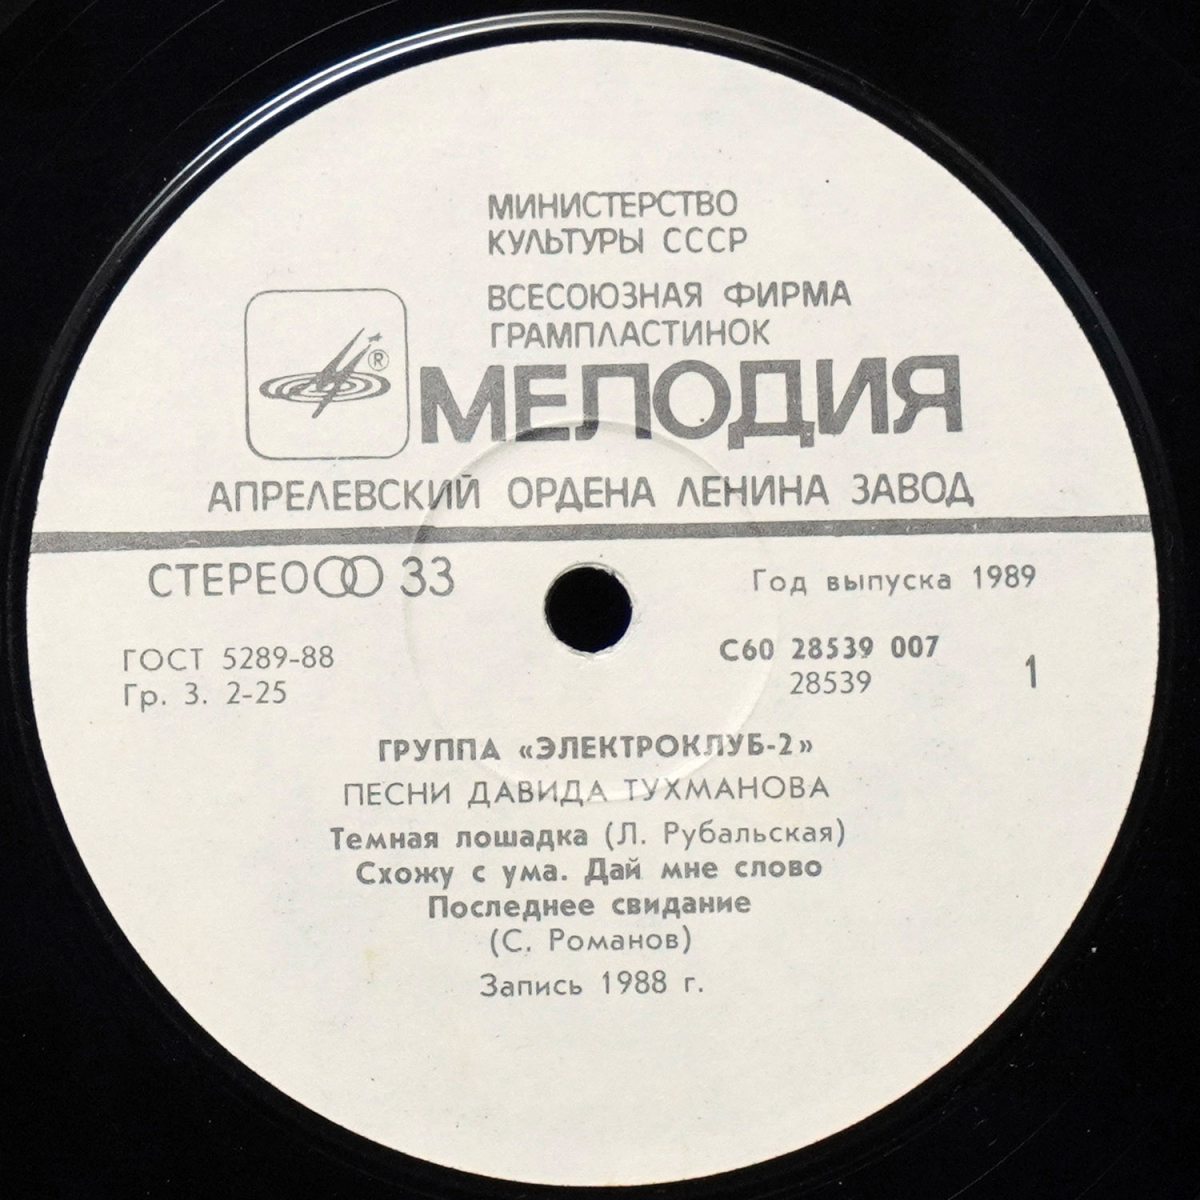 МИНИСТЕРСТВО
КУЛЬТУРЫ СССР
ВСЕСОЮЗНАЯ ФИРМА
ГРАМПЛАСТИНОК
®
МЕЛОДИЯ
АПРЕЛЕВСКИЙ ОРДЕНА ЛЕНИНА ЗАВОД
СТЕРЕО 33
Год выпуска 1989
ГОСТ 5289-88
Гр. 3. 2-25
С60 28539 007
28539
1
ГРУППА «ЭЛЕКТРОКЛУБ-2»
ПЕСНИ ДАВИДА ТУХМАНОВА
Темная лошадка (Л. Рубальская)
Схожу с ума. Дай мне слово
Последнее свидание
(С. Романов)
Запись 1988 г.